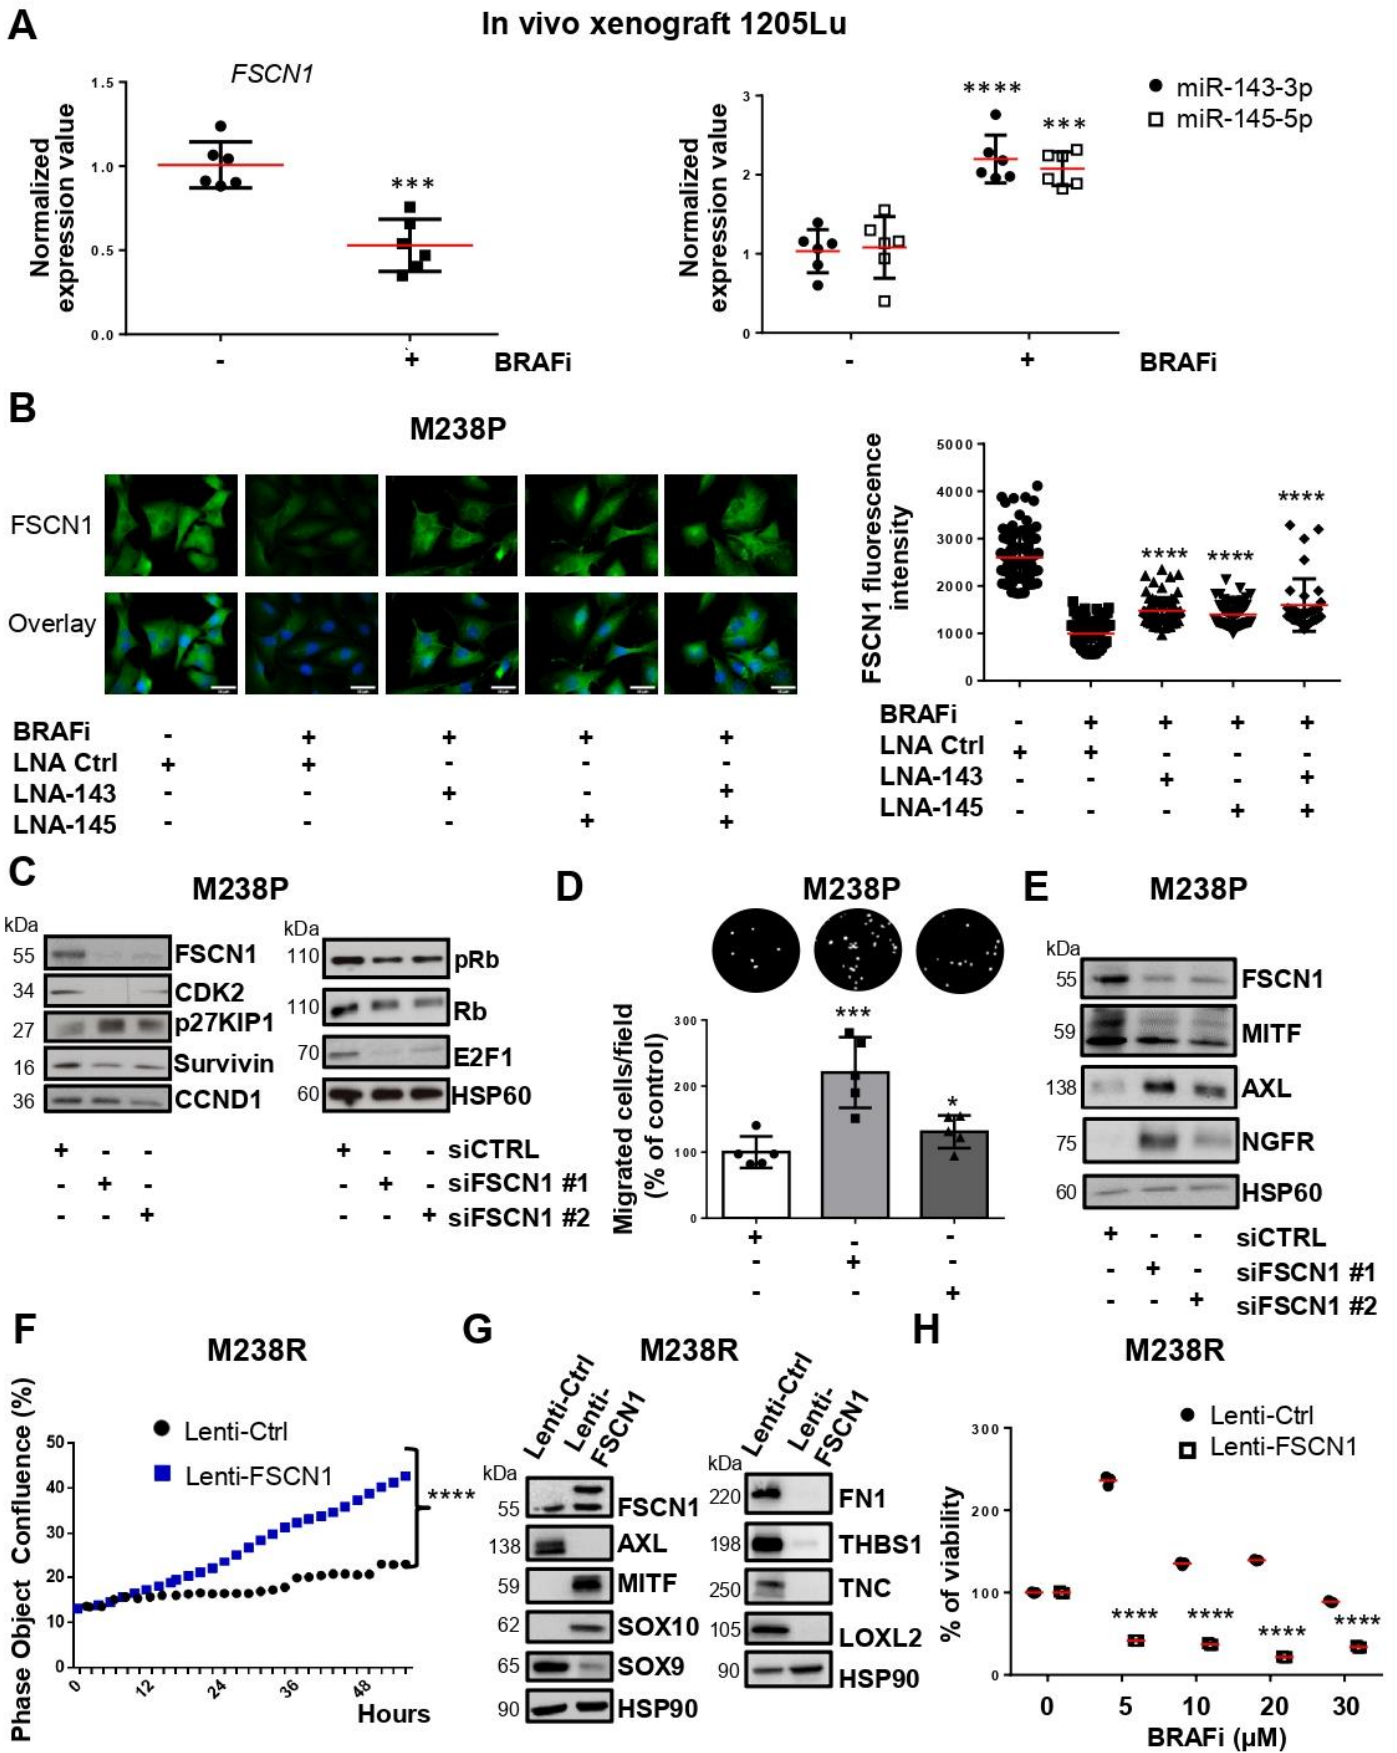 A
In vivo xenograft 1205Lu
FSCN1
Normalized
expression value
1.5
1.0
0.5
0.0
***
-
+
BRAFi
Normalized
expression value
3
2
1
0
****
***
-
+
BRAFi
miR-143-3p
miR-145-5p
B
M238P
FSCN1
Overlay
BRAFi - + + + +
LNA Ctrl + + - - -
LNA-143 - - + - +
LNA-145 - - - + +
FSCN1 fluorescence
intensity
5000
4000
3000
2000
1000
0
****
****
****
BRAFi - + + + +
LNA Ctrl + + - - -
LNA-143 - - + - +
LNA-145 - - - + +
C
M238P
kDa
55 FSCN1
34 CDK2
27 p27KIP1
16 Survivin
36 CCND1
kDa
110 pRb
110 Rb
70 E2F1
60 HSP60
+ - - + - - siCTRL
- + - - + - siFSCN1 #1
- - + - - + siFSCN1 #2
D
M238P
Migrated cells/field
(% of control)
300
200
100
0
***
*
+ - -
- + -
- - +
E
M238P
kDa
55 FSCN1
59 MITF
138 AXL
75 NGFR
60 HSP60
+ - - siCTRL
- + - siFSCN1 #1
- - + siFSCN1 #2
F
M238R
Phase Object Confluence (%)
Lenti-Ctrl
Lenti-FSCN1
50
40
30
20
10
0
****
0 12 24 36 48
Hours
G
M238R
Lenti-Ctrl
Lenti-
FSCN1
kDa
55 FSCN1
138 AXL
59 MITF
62 SOX10
65 SOX9
90 HSP90
Lenti-Ctrl
Lenti-
FSCN1
kDa
220 FN1
198 THBS1
250 TNC
105 LOXL2
90 HSP90
H
M238R
Lenti-Ctrl
Lenti-FSCN1
% of viability
300
200
100
0
****
****
****
****
0 5 10 20 30
BRAFi (µM)